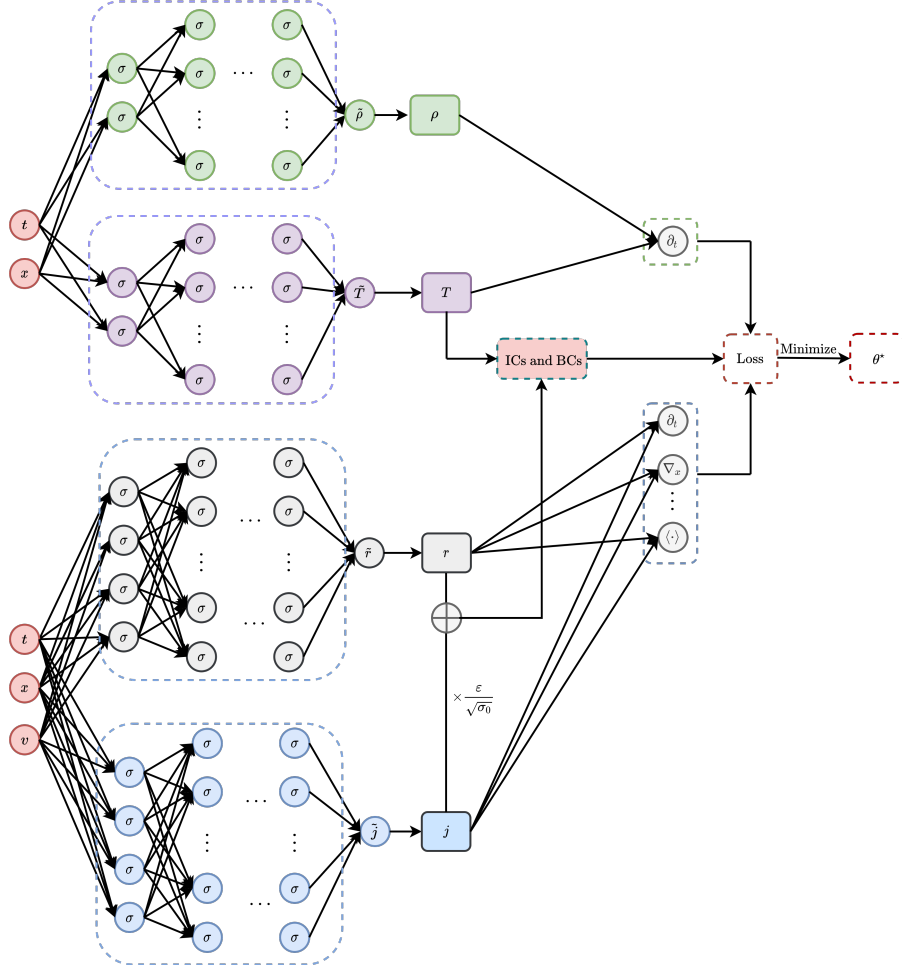 σ σ
σ σ ⋯ σ
σ ⋮ ⋮ ρ̃ ρ
σ σ
t
x
σ σ ∂ₜ
σ σ ⋯ σ T̃ T
σ ⋮ ⋮
σ σ
ICs and BCs Loss Minimize θ*
σ σ ∂ₜ
σ σ ⋯ σ ∇ₓ
⋮
σ ⋮ ⋮ r̃ r ⟨·⟩
σ σ ⋯ σ
σ σ σ
t
x
v
× ε/√σ₀
σ σ
σ σ ⋯ σ
σ ⋮ ⋮ j̃ j
σ σ ⋯ σ
σ σ σ